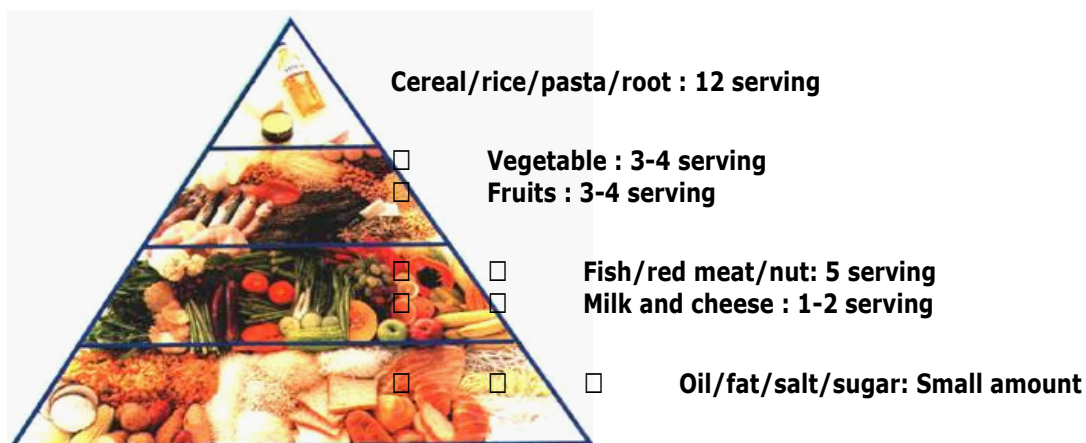 Cereal/rice/pasta/root : 12 serving
Vegetable : 3-4 serving
Fruits : 3-4 serving
Fish/red meat/nut: 5 serving
Milk and cheese : 1-2 serving
Oil/fat/salt/sugar: Small amount